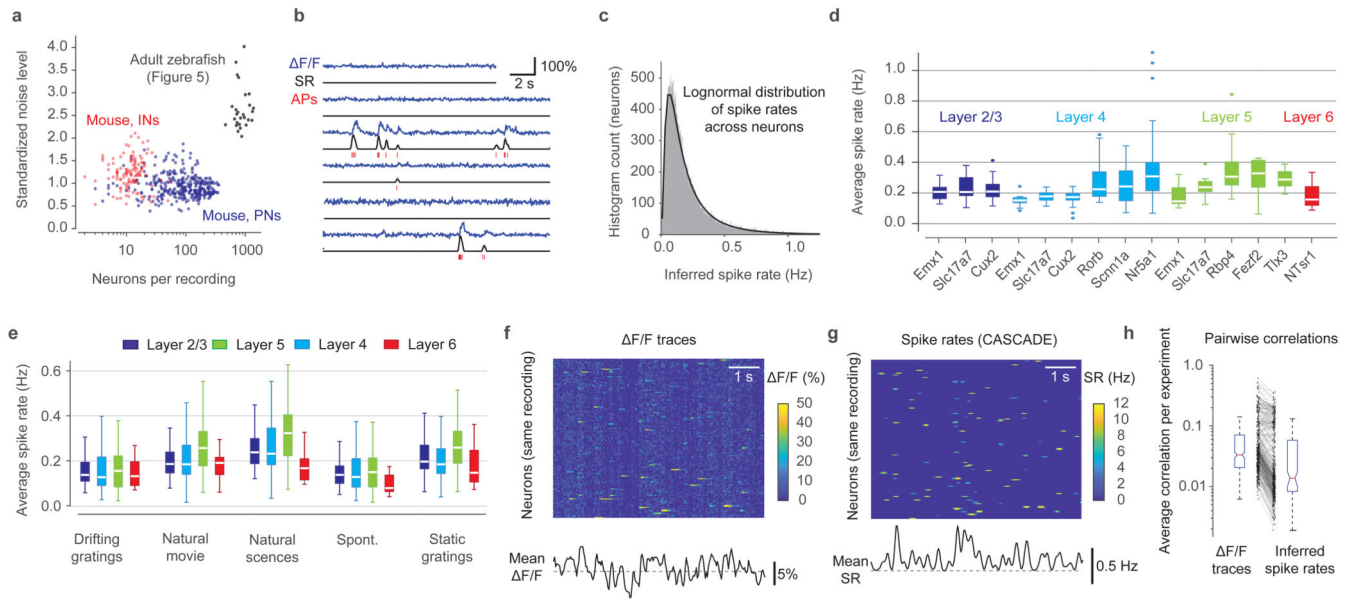 a
Standardized noise level
4.0
3.5
3.0
2.5
2.0
1.5
1.0
0.5
0.0
Adult zebrafish
(Figure 5)
Mouse, INs
Mouse, PNs
10
100
1000
Neurons per recording
b
ΔF/F
SR
APs
100%
2 s
c
Histogram count (neurons)
500
400
300
200
100
0
Lognormal distribution
of spike rates
across neurons
0.0
0.5
1.0
Inferred spike rate (Hz)
d
Average spike rate (Hz)
1.0
0.8
0.6
0.4
0.2
0.0
Layer 2/3
Layer 4
Layer 5
Layer 6
Emx1
Slc17a7
Cux2
Emx1
Slc17a7
Cux2
Rorb
Scnn1a
Nr5a1
Emx1
Slc17a7
Rbp4
Fezf2
Tlx3
NTsr1
e
Layer 2/3
Layer 5
Layer 4
Layer 6
Average spike rate (Hz)
0.6
0.4
0.2
0.0
Drifting
gratings
Natural
movie
Natural
scences
Spont.
Static
gratings
f
ΔF/F traces
Neurons (same recording)
1 s
ΔF/F (%)
50
40
30
20
10
0
Mean
ΔF/F
5%
g
Spike rates (CASCADE)
Neurons (same recording)
1 s
SR (Hz)
12
10
8
6
4
2
0
Mean
SR
0.5 Hz
h
Pairwise correlations
Average correlation per experiment
1.0
0.1
0.01
ΔF/F
traces
Inferred
spike rates